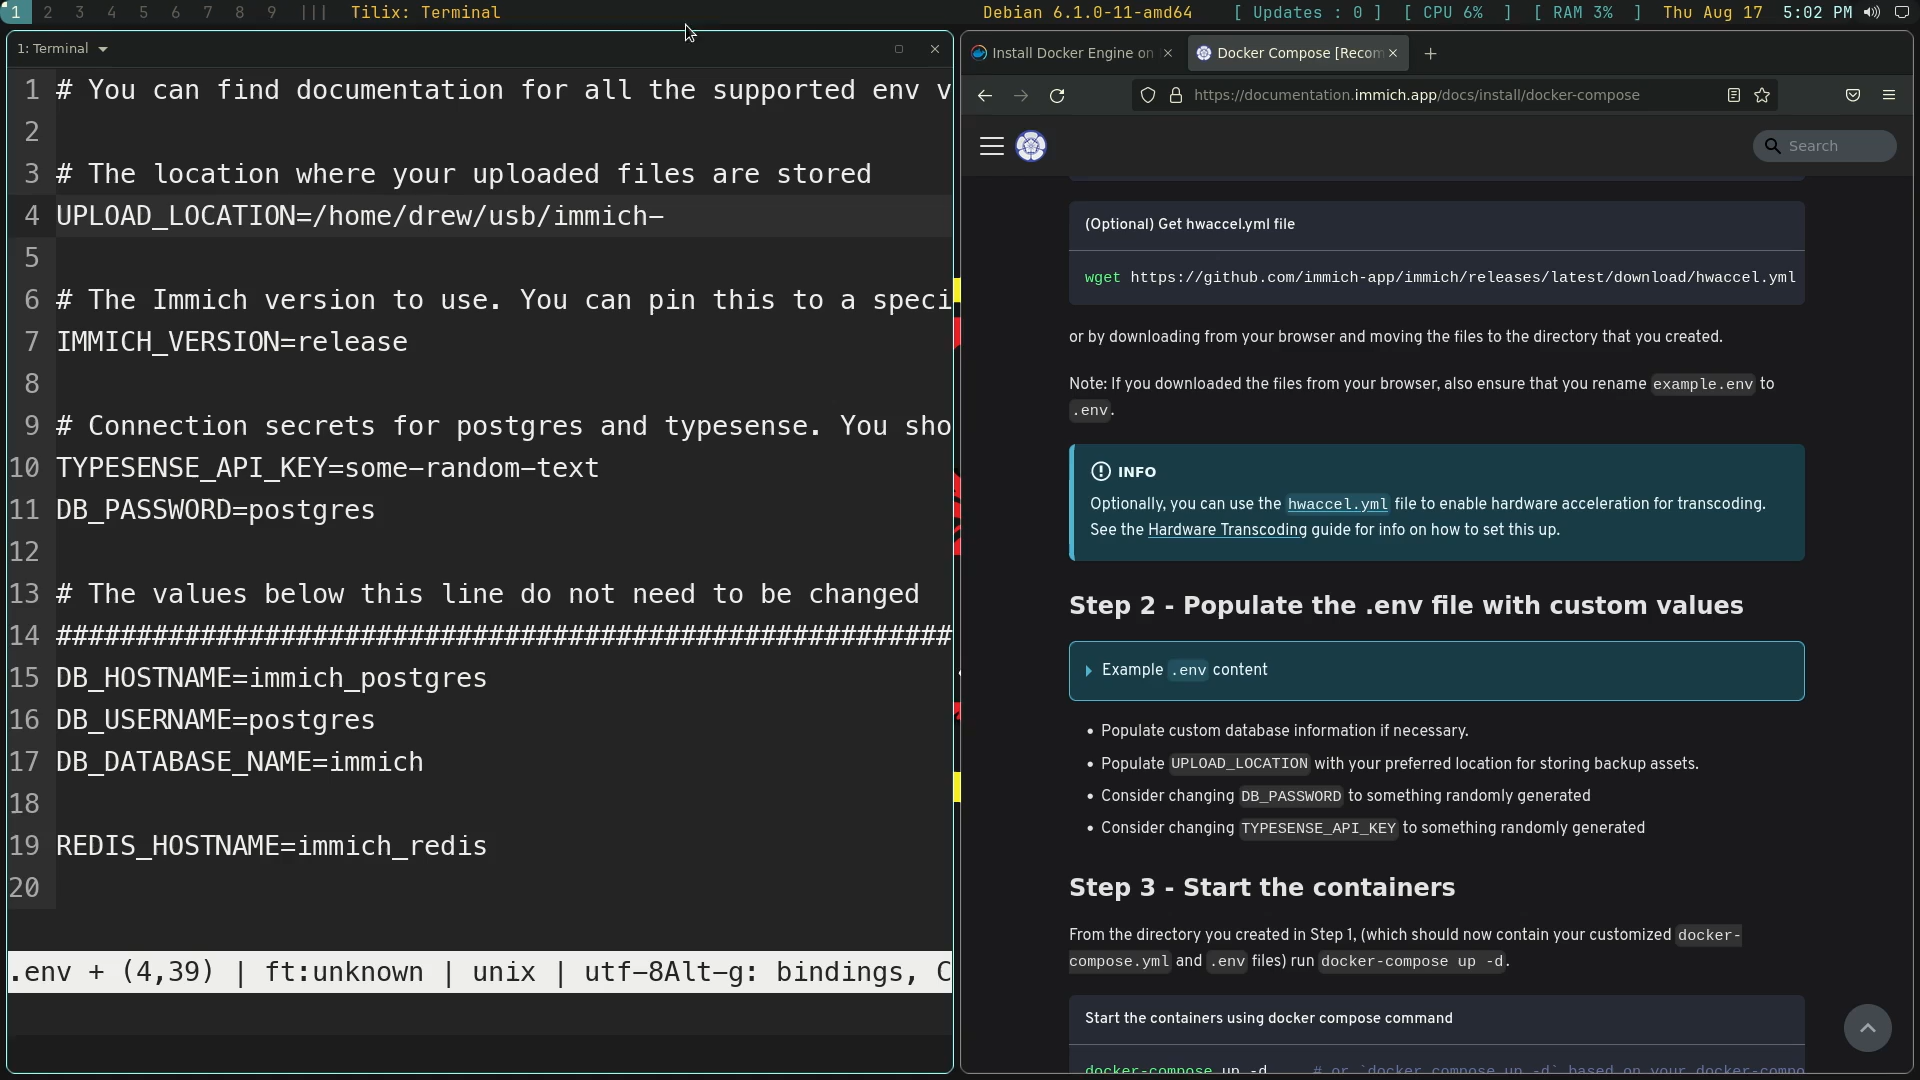 1 2 3 4 5 6 7 8 9 ||| Tilix: Terminal Debian 6.1.0-11-amd64 [ Updates : 0 ] [ CPU 6% ] [ RAM 3% ] Thu Aug 17 5:02 PM
1: Terminal
1 # You can find documentation for all the supported env v
2
3 # The location where your uploaded files are stored
4 UPLOAD_LOCATION=/home/drew/usb/immich-
5
6 # The Immich version to use. You can pin this to a speci
7 IMMICH_VERSION=release
8
9 # Connection secrets for postgres and typesense. You sho
10 TYPESENSE_API_KEY=some-random-text
11 DB_PASSWORD=postgres
12
13 # The values below this line do not need to be changed
14 ########################################################
15 DB_HOSTNAME=immich_postgres
16 DB_USERNAME=postgres
17 DB_DATABASE_NAME=immich
18
19 REDIS_HOSTNAME=immich_redis
20
.env + (4,39) | ft:unknown | unix | utf-8Alt-g: bindings, C
Install Docker Engine on
Docker Compose [Recom
https://documentation.immich.app/docs/install/docker-compose
Search
(Optional) Get hwaccel.yml file
wget https://github.com/immich-app/immich/releases/latest/download/hwaccel.yml
or by downloading from your browser and moving the files to the directory that you created.
Note: If you downloaded the files from your browser, also ensure that you rename example.env to
.env.
INFO
Optionally, you can use the hwaccel.yml file to enable hardware acceleration for transcoding.
See the Hardware Transcoding guide for info on how to set this up.
Step 2 - Populate the .env file with custom values
Example .env content
• Populate custom database information if necessary.
• Populate UPLOAD_LOCATION with your preferred location for storing backup assets.
• Consider changing DB_PASSWORD to something randomly generated
• Consider changing TYPESENSE_API_KEY to something randomly generated
Step 3 - Start the containers
From the directory you created in Step 1, (which should now contain your customized docker-
compose.yml and .env files) run docker-compose up -d.
Start the containers using docker compose command
docker-compose up -d # or `docker compose up -d` based on your docker-compo